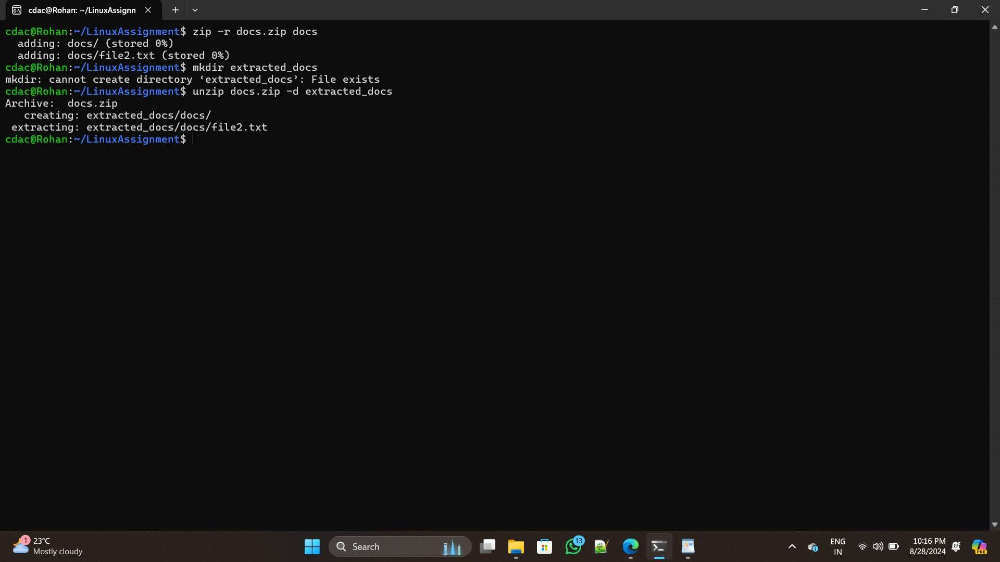 cdac@Rohan: ~/LinuxAssignn
cdac@Rohan:~/LinuxAssignment$ zip -r docs.zip docs
  adding: docs/ (stored 0%)
  adding: docs/file2.txt (stored 0%)
cdac@Rohan:~/LinuxAssignment$ mkdir extracted_docs
mkdir: cannot create directory ‘extracted_docs’: File exists
cdac@Rohan:~/LinuxAssignment$ unzip docs.zip -d extracted_docs
Archive:  docs.zip
   creating: extracted_docs/docs/
 extracting: extracted_docs/docs/file2.txt
cdac@Rohan:~/LinuxAssignment$
1
23°C
Mostly cloudy
Search
13
ENG
IN
10:16 PM
8/28/2024
PRE